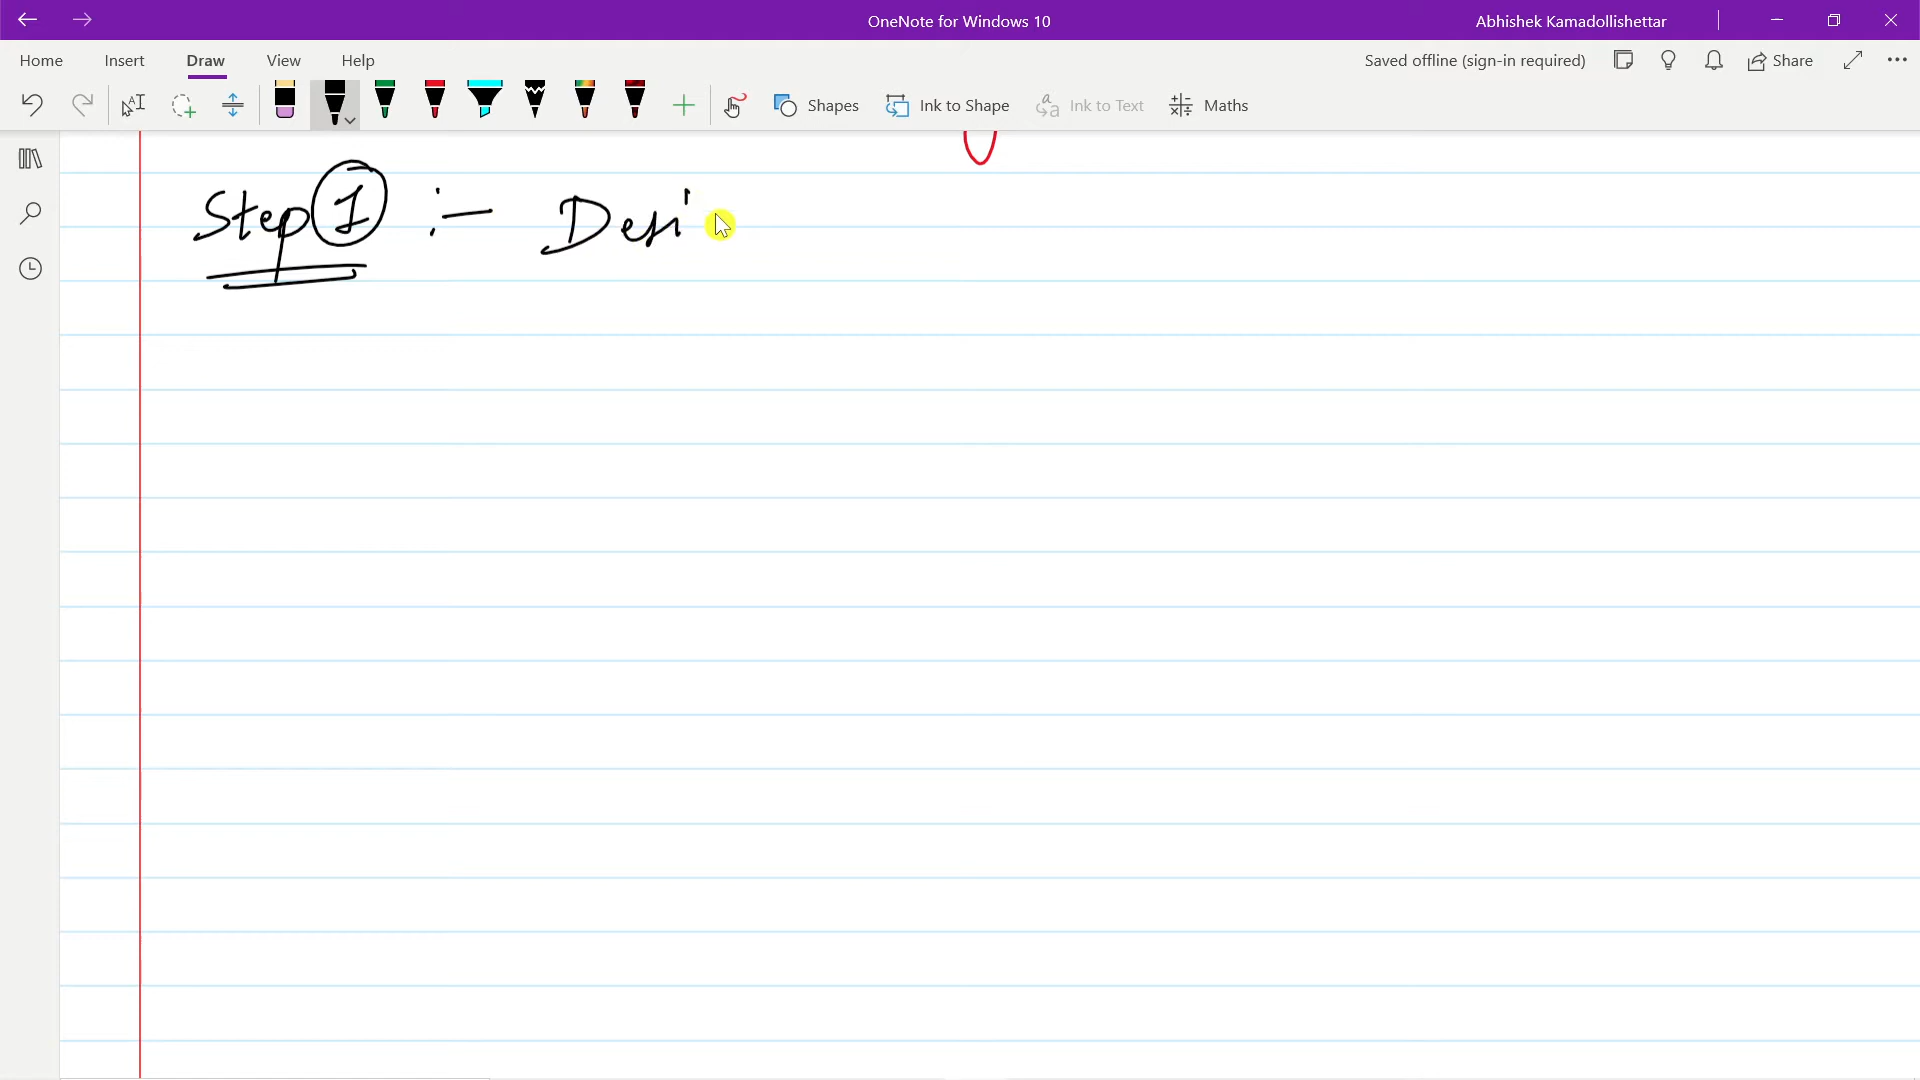 OneNote for Windows 10
Abhishek Kamadollishettar
Home Insert Draw View Help
Saved offline (sign-in required) Share
Shapes Ink to Shape Ink to Text Maths
Step 1 :- Desi